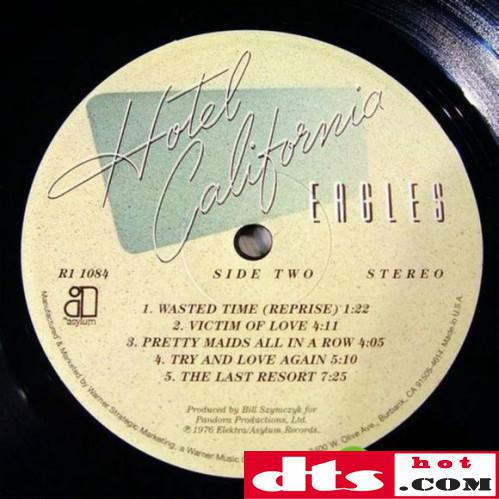 Hotel
California
EAGLES
R1 1084 SIDE TWO STEREO
asylum
1. WASTED TIME (REPRISE) 1:22
2. VICTIM OF LOVE 4:11
3. PRETTY MAIDS ALL IN A ROW 4:05
4. TRY AND LOVE AGAIN 5:10
5. THE LAST RESORT 7:25
Produced by Bill Szymczyk for
Pandora Productions, Ltd.
℗ 1976 Elektra/Asylum Records.
Manufactured & Marketed by Warner Strategic Marketing, a Warner Music 3400 W. Olive Ave., Burbank, CA 91505-4614. Made in U.S.A.
dts hot
.com